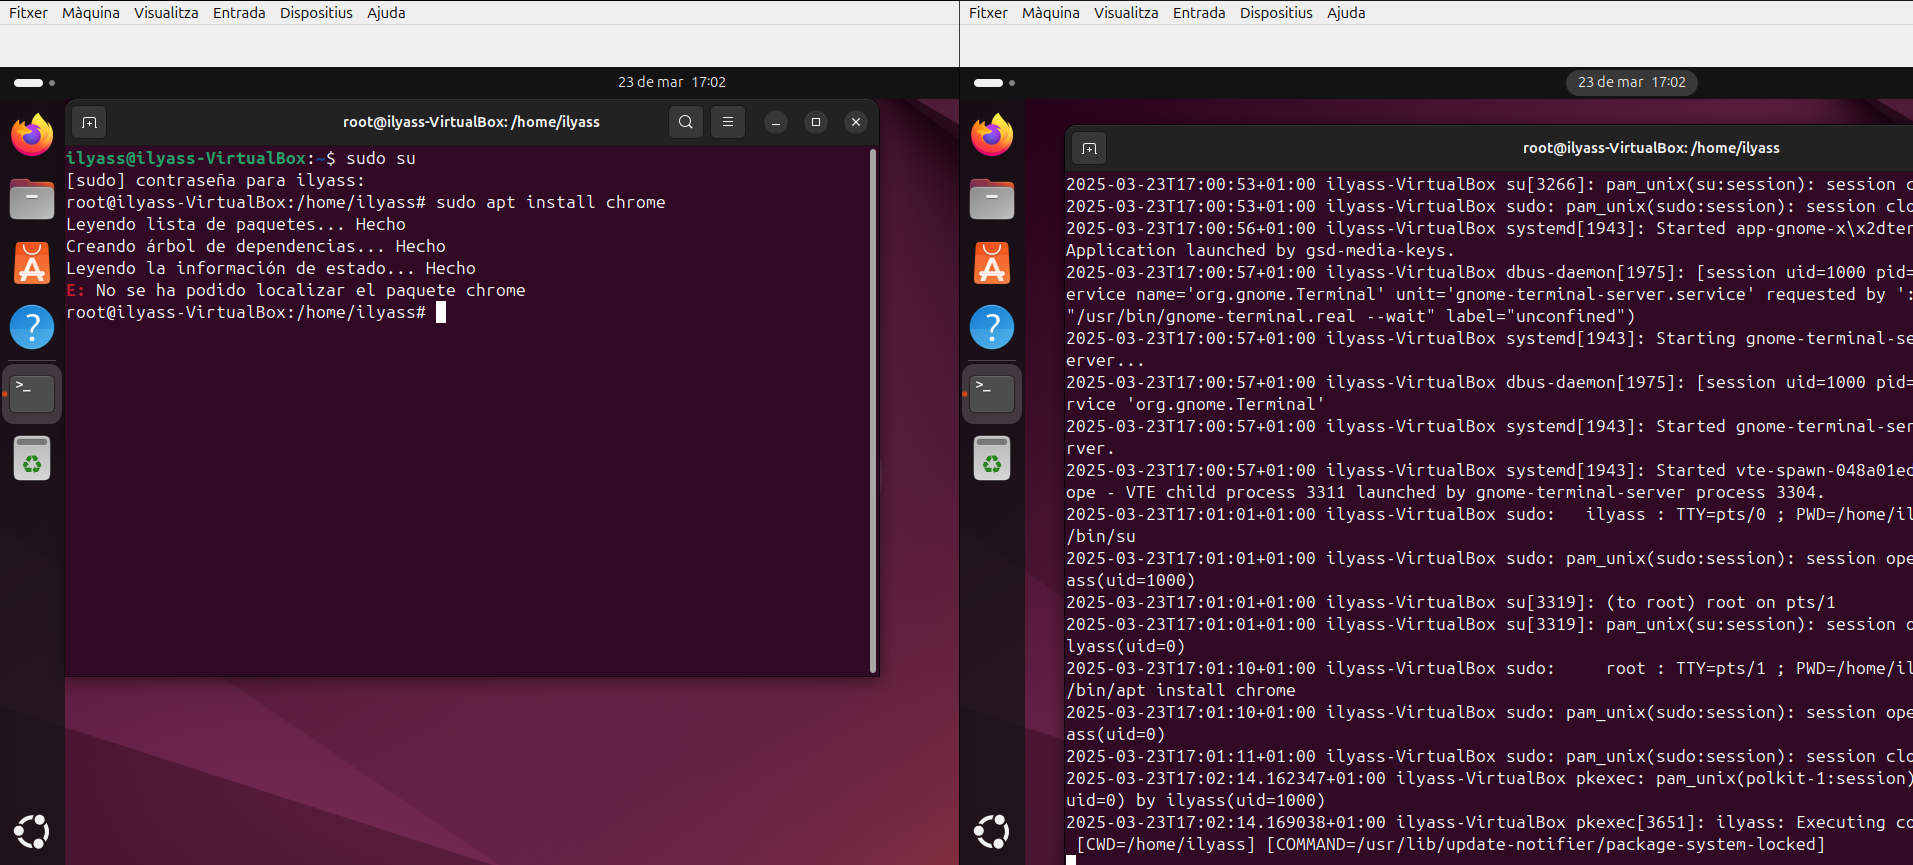 Fitxer Màquina Visualitza Entrada Dispositius Ajuda
23 de mar 17:02
root@ilyass-VirtualBox: /home/ilyass
ilyass@ilyass-VirtualBox:~$ sudo su
[sudo] contraseña para ilyass:
root@ilyass-VirtualBox:/home/ilyass# sudo apt install chrome
Leyendo lista de paquetes... Hecho
Creando árbol de dependencias... Hecho
Leyendo la información de estado... Hecho
E: No se ha podido localizar el paquete chrome
root@ilyass-VirtualBox:/home/ilyass#
Fitxer Màquina Visualitza Entrada Dispositius Ajuda
23 de mar 17:02
root@ilyass-VirtualBox: /home/ilyass
2025-03-23T17:00:53+01:00 ilyass-VirtualBox su[3266]: pam_unix(su:session): session c
2025-03-23T17:00:53+01:00 ilyass-VirtualBox sudo: pam_unix(sudo:session): session clo
2025-03-23T17:00:56+01:00 ilyass-VirtualBox systemd[1943]: Started app-gnome-x\x2dter
Application launched by gsd-media-keys.
2025-03-23T17:00:57+01:00 ilyass-VirtualBox dbus-daemon[1975]: [session uid=1000 pid=
ervice name='org.gnome.Terminal' unit='gnome-terminal-server.service' requested by ':
"/usr/bin/gnome-terminal.real --wait" label="unconfined")
2025-03-23T17:00:57+01:00 ilyass-VirtualBox systemd[1943]: Starting gnome-terminal-se
erver...
2025-03-23T17:00:57+01:00 ilyass-VirtualBox dbus-daemon[1975]: [session uid=1000 pid=
rvice 'org.gnome.Terminal'
2025-03-23T17:00:57+01:00 ilyass-VirtualBox systemd[1943]: Started gnome-terminal-ser
rver.
2025-03-23T17:00:57+01:00 ilyass-VirtualBox systemd[1943]: Started vte-spawn-048a01ec
ope - VTE child process 3311 launched by gnome-terminal-server process 3304.
2025-03-23T17:01:01+01:00 ilyass-VirtualBox sudo:   ilyass : TTY=pts/0 ; PWD=/home/il
/bin/su
2025-03-23T17:01:01+01:00 ilyass-VirtualBox sudo: pam_unix(sudo:session): session ope
ass(uid=1000)
2025-03-23T17:01:01+01:00 ilyass-VirtualBox su[3319]: (to root) root on pts/1
2025-03-23T17:01:01+01:00 ilyass-VirtualBox su[3319]: pam_unix(su:session): session o
lyass(uid=0)
2025-03-23T17:01:10+01:00 ilyass-VirtualBox sudo:     root : TTY=pts/1 ; PWD=/home/il
/bin/apt install chrome
2025-03-23T17:01:10+01:00 ilyass-VirtualBox sudo: pam_unix(sudo:session): session ope
ass(uid=0)
2025-03-23T17:01:11+01:00 ilyass-VirtualBox sudo: pam_unix(sudo:session): session clo
2025-03-23T17:02:14.162347+01:00 ilyass-VirtualBox pkexec: pam_unix(polkit-1:session)
uid=0) by ilyass(uid=1000)
2025-03-23T17:02:14.169038+01:00 ilyass-VirtualBox pkexec[3651]: ilyass: Executing co
[CWD=/home/ilyass] [COMMAND=/usr/lib/update-notifier/package-system-locked]